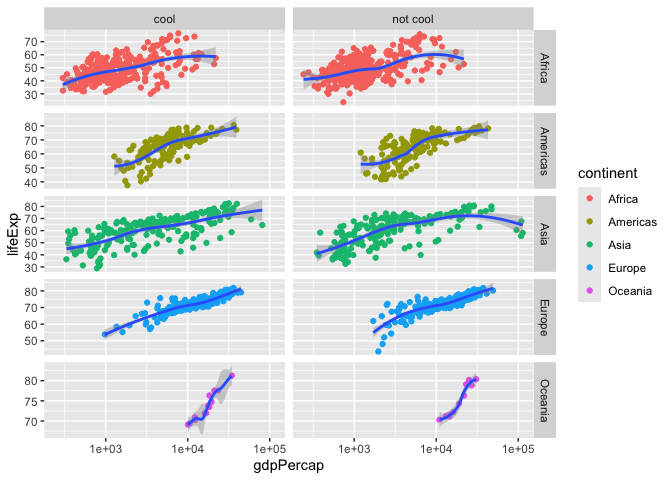 cool
not cool
70
60
50
40
30
Africa
80
70
60
50
40
Americas
lifeExp
80
70
60
50
40
30
Asia
80
70
60
50
Europe
80
75
70
Oceania
1e+03
1e+04
1e+05
1e+03
1e+04
1e+05
gdpPercap
continent
Africa
Americas
Asia
Europe
Oceania